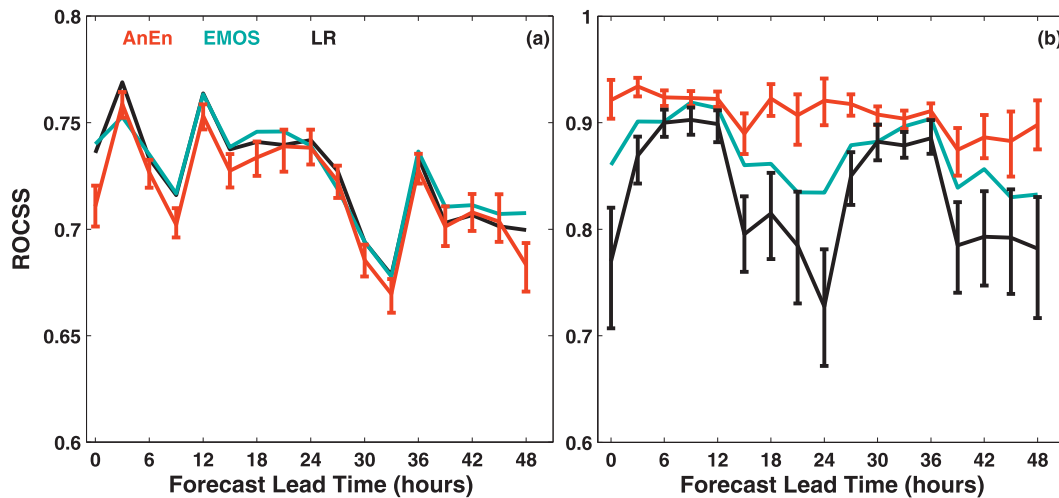 AnEn EMOS LR (a)
0.8
0.75
0.7
0.65
0.6
ROCSS
0 6 12 18 24 30 36 42 48
Forecast Lead Time (hours)
(b)
1
0.9
0.8
0.7
0.6
0 6 12 18 24 30 36 42 48
Forecast Lead Time (hours)